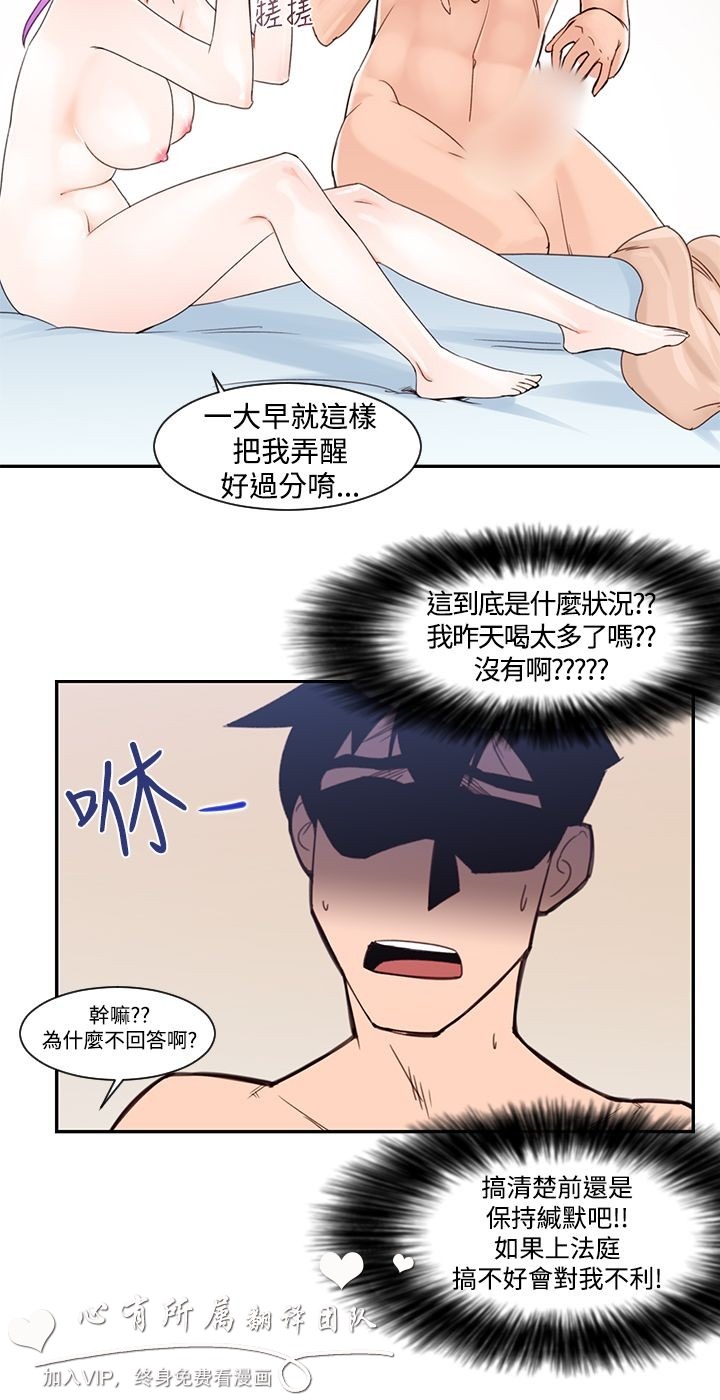 搓搓
一大早就這樣
把我弄醒
好過分唷...
這到底是什麼狀況??
我昨天喝太多了嗎??
沒有啊?????
咻一
幹嘛??
為什麼不回答啊?
搞清楚前還是
保持緘默吧!!
如果上法庭
搞不好會對我不利!
心有所属翻译团队
加入VIP，终身免费看漫画